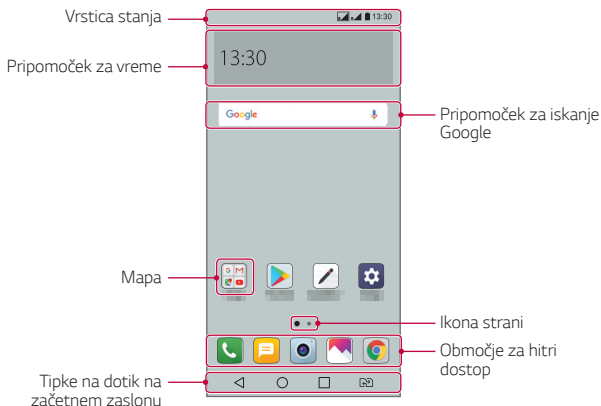 Vrstica stanja
13:30
13:30
Pripomoček za vreme
Google
Pripomoček za iskanje
Google
Mapa
Ikona strani
Območje za hitri
dostop
Tipke na dotik na
začetnem zaslonu